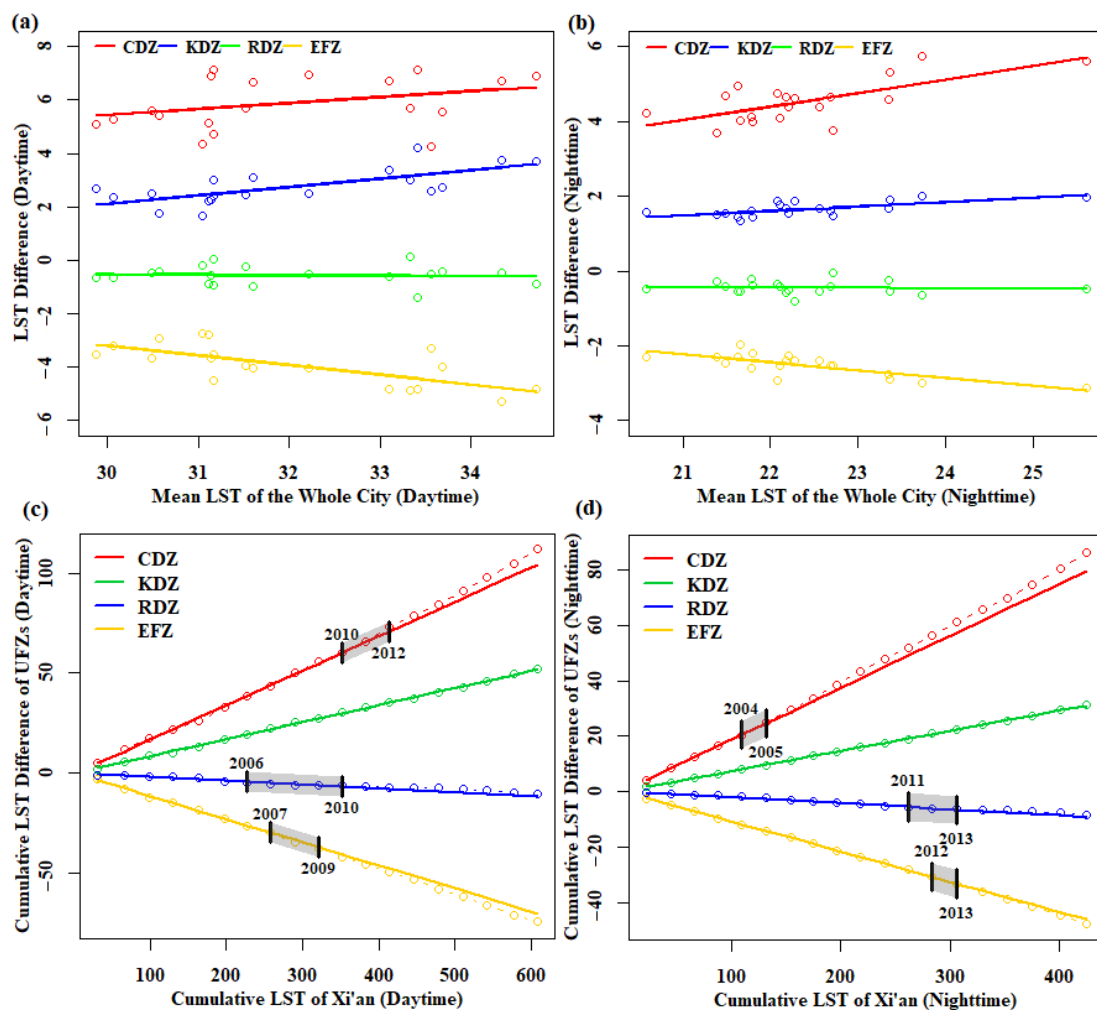 (a)
CDZ KDZ RDZ EFZ
LST Difference (Daytime)
8
6
4
2
0
−2
−4
−6
30 31 32 33 34
Mean LST of the Whole City (Daytime)
(b)
CDZ KDZ RDZ EFZ
LST Difference (Nighttime)
6
4
2
0
−2
−4
21 22 23 24 25
Mean LST of the Whole City (Nighttime)
(c)
CDZ
KDZ
RDZ
EFZ
Cumulative LST Difference of UFZs (Daytime)
100
50
0
−50
2010
2012
2006
2010
2007
2009
100 200 300 400 500 600
Cumulative LST of Xi'an (Daytime)
(d)
CDZ
KDZ
RDZ
EFZ
Cumulative LST Difference of UFZs (Nighttime)
80
60
40
20
0
−20
−40
2004
2005
2011
2013
2012
2013
100 200 300 400
Cumulative LST of Xi'an (Nighttime)